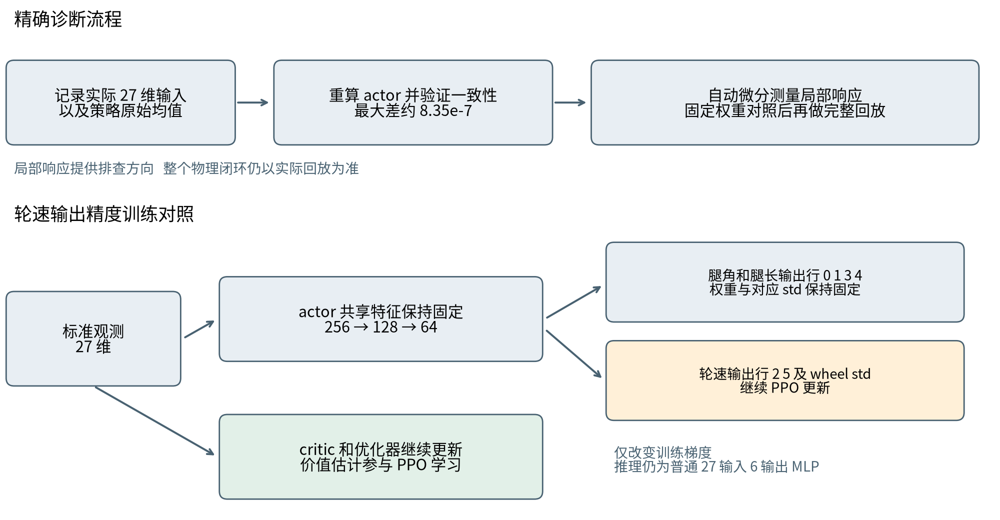 精确诊断流程
记录实际 27 维输入
以及策略原始均值
重算 actor 并验证一致性
最大差约 8.35e-7
自动微分测量局部响应
固定权重对照后再做完整回放
局部响应提供排查方向 整个物理闭环仍以实际回放为准
轮速输出精度训练对照
标准观测
27 维
actor 共享特征保持固定
256 → 128 → 64
腿角和腿长输出行 0 1 3 4
权重与对应 std 保持固定
轮速输出行 2 5 及 wheel std
继续 PPO 更新
critic 和优化器继续更新
价值估计参与 PPO 学习
仅改变训练梯度
推理仍为普通 27 输入 6 输出 MLP